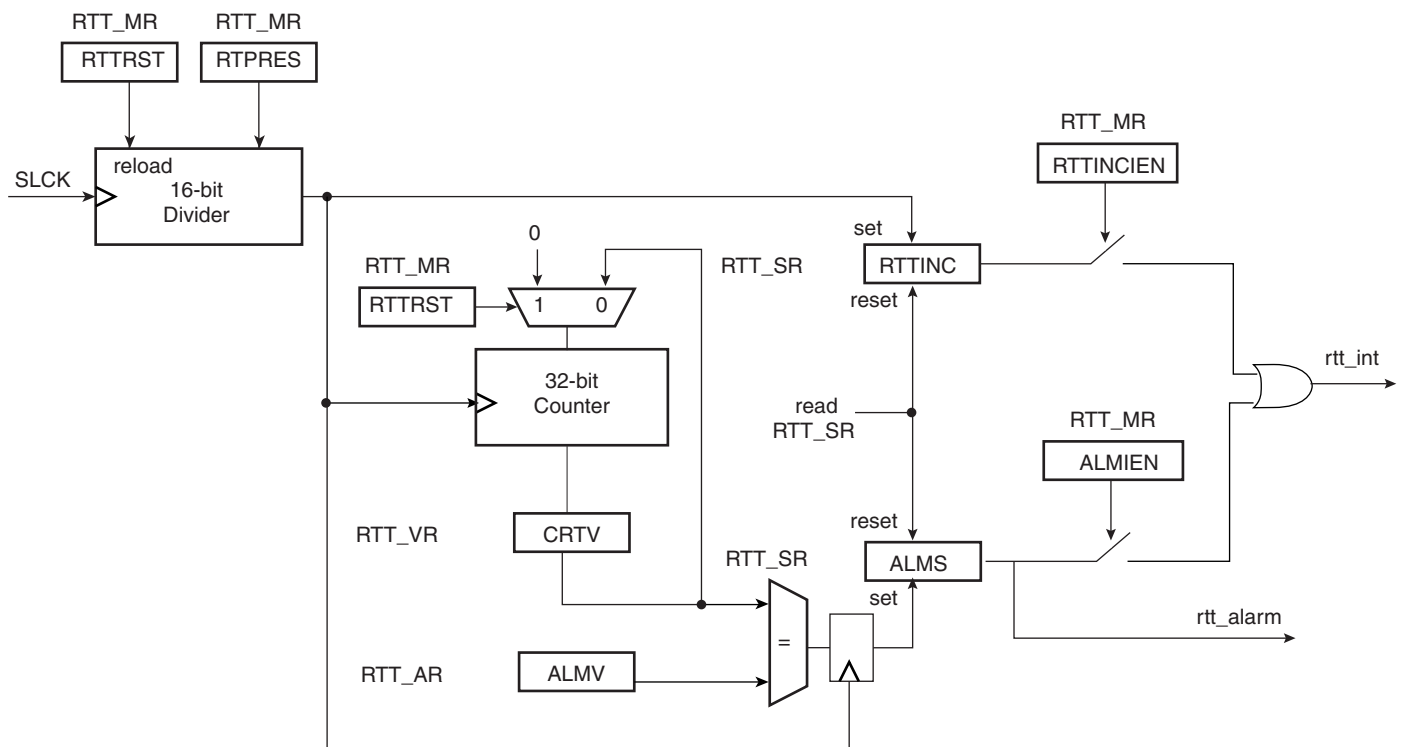 RTT_MR
RTTRST
RTT_MR
RTPRES
SLCK
reload
16-bit
Divider
RTT_MR
RTTINCIEN
set
RTTINC
reset
0
RTT_MR
RTTRST
1 0
RTT_SR
32-bit
Counter
read
RTT_SR
rtt_int
RTT_MR
ALMIEN
RTT_VR
CRTV
reset
ALMS
set
RTT_SR
=
rtt_alarm
RTT_AR
ALMV